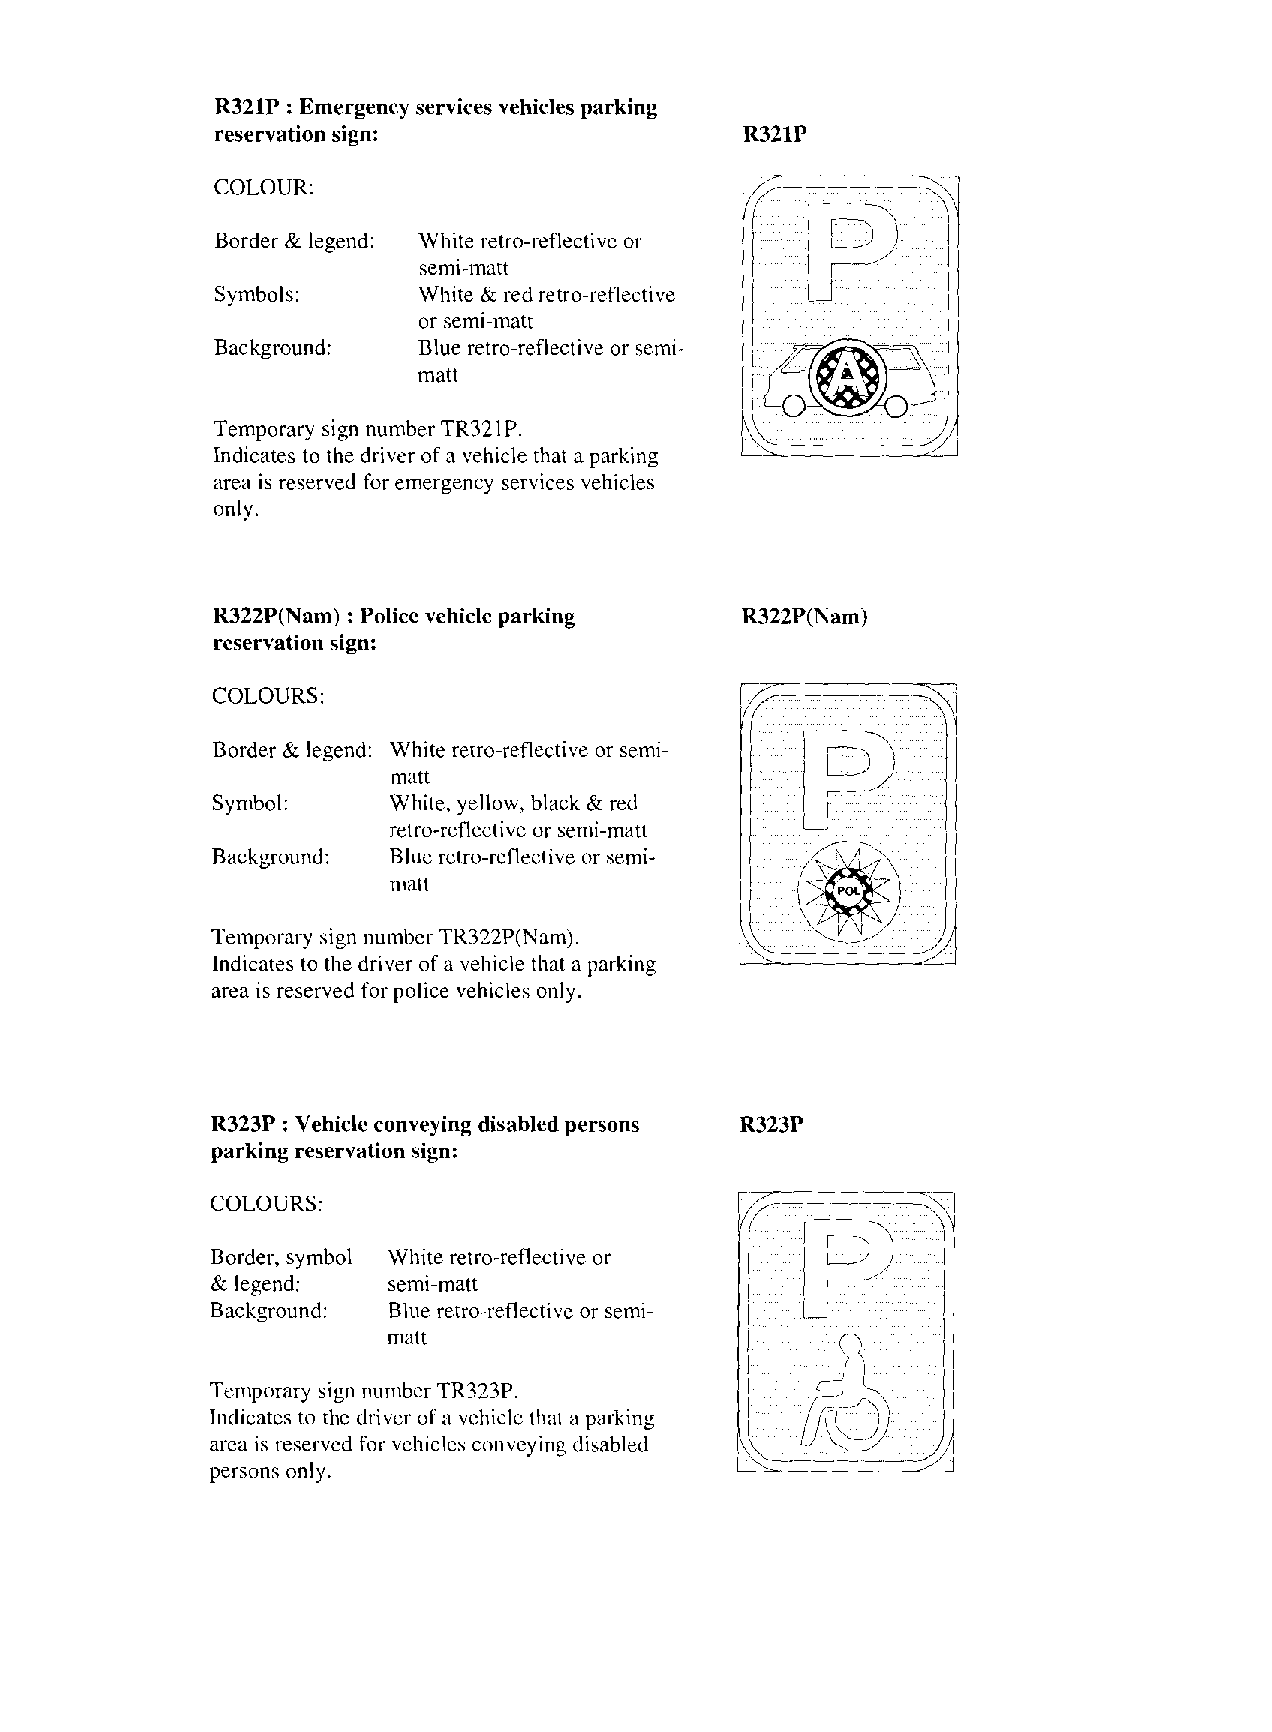 R321P : Emergency services vehicles parking
reservation sign:
R321P
COLOUR:
Border & legend: White retro-reflective or
semi-matt
Symbols: White & red retro-reflective
or semi-matt
Background: Blue retro-reflective or semi-
matt
Temporary sign number TR321P.
Indicates to the driver of a vehicle that a parking
area is reserved for emergency services vehicles
only.
P
A
R322P(Nam) : Police vehicle parking
reservation sign:
R322P(Nam)
COLOURS:
Border & legend: White retro-reflective or semi-
matt
Symbol: White, yellow, black & red
retro-reflective or semi-matt
Background: Blue retro-reflective or semi-
matt
Temporary sign number TR322P(Nam).
Indicates to the driver of a vehicle that a parking
area is reserved for police vehicles only.
P
POL
R323P : Vehicle conveying disabled persons
parking reservation sign:
R323P
COLOURS:
Border, symbol White retro-reflective or
& legend: semi-matt
Background: Blue retro-reflective or semi-
matt
Temporary sign number TR323P.
Indicates to the driver of a vehicle that a parking
area is reserved for vehicles conveying disabled
persons only.
P